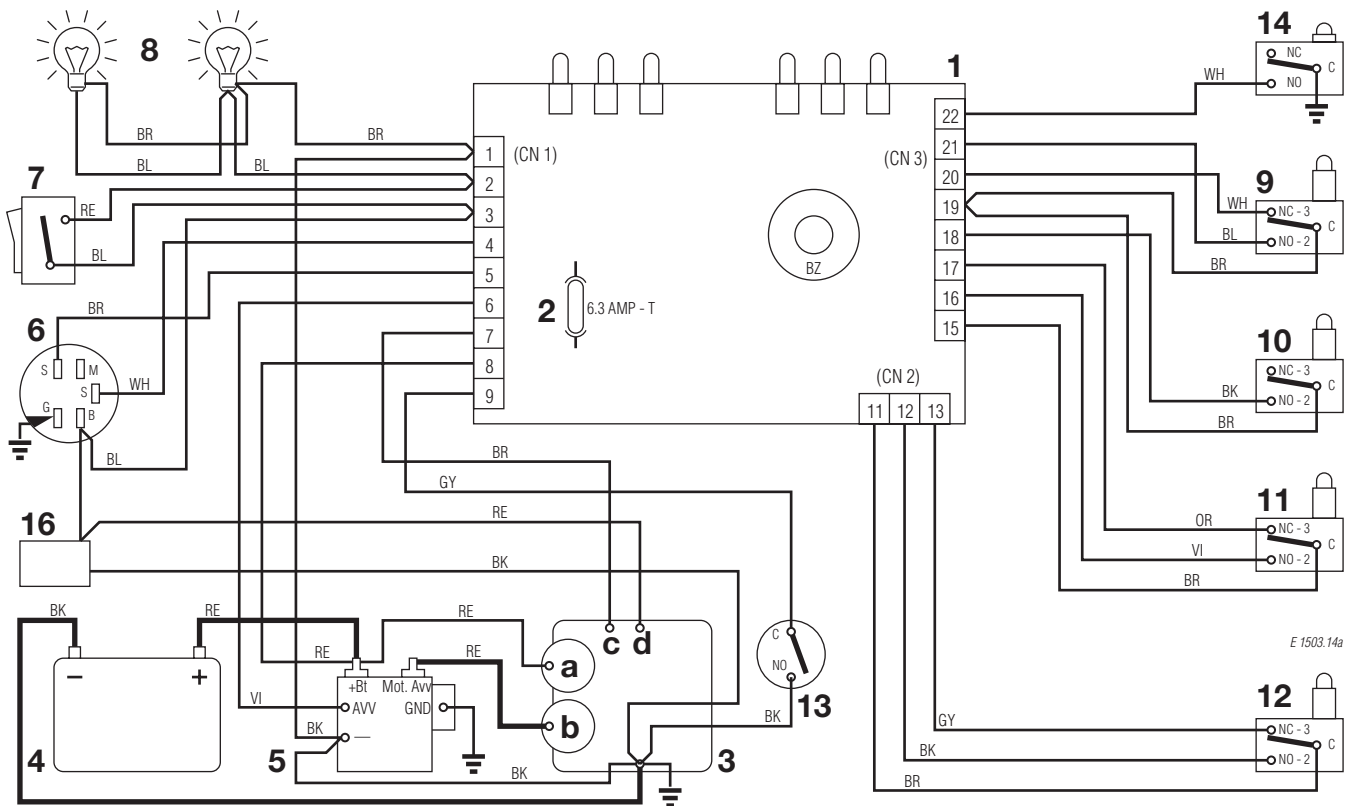 8
14
NC
C
NO
WH
1
22
21
20
19
18
17
16
15
(CN 3)
BR
BR
BL
BL
1
2
3
4
5
6
7
8
9
(CN 1)
7
RE
BL
9
WH
NC - 3
C
BL
NO - 2
BR
BZ
2
6.3 AMP - T
BR
6
S
M
S
WH
G
B
BL
10
NC - 3
C
BK
NO - 2
BR
(CN 2)
11
12
13
BR
GY
RE
BK
16
11
OR
NC - 3
C
VI
NO - 2
BR
BK
RE
RE
RE
RE
c
d
a
b
C
NO
13
BK
E 1503.14a
–
+
4
+Bt
Mot. Avv
AVV
GND
—
VI
BK
5
BK
3
12
GY
NC - 3
C
BK
NO - 2
BR